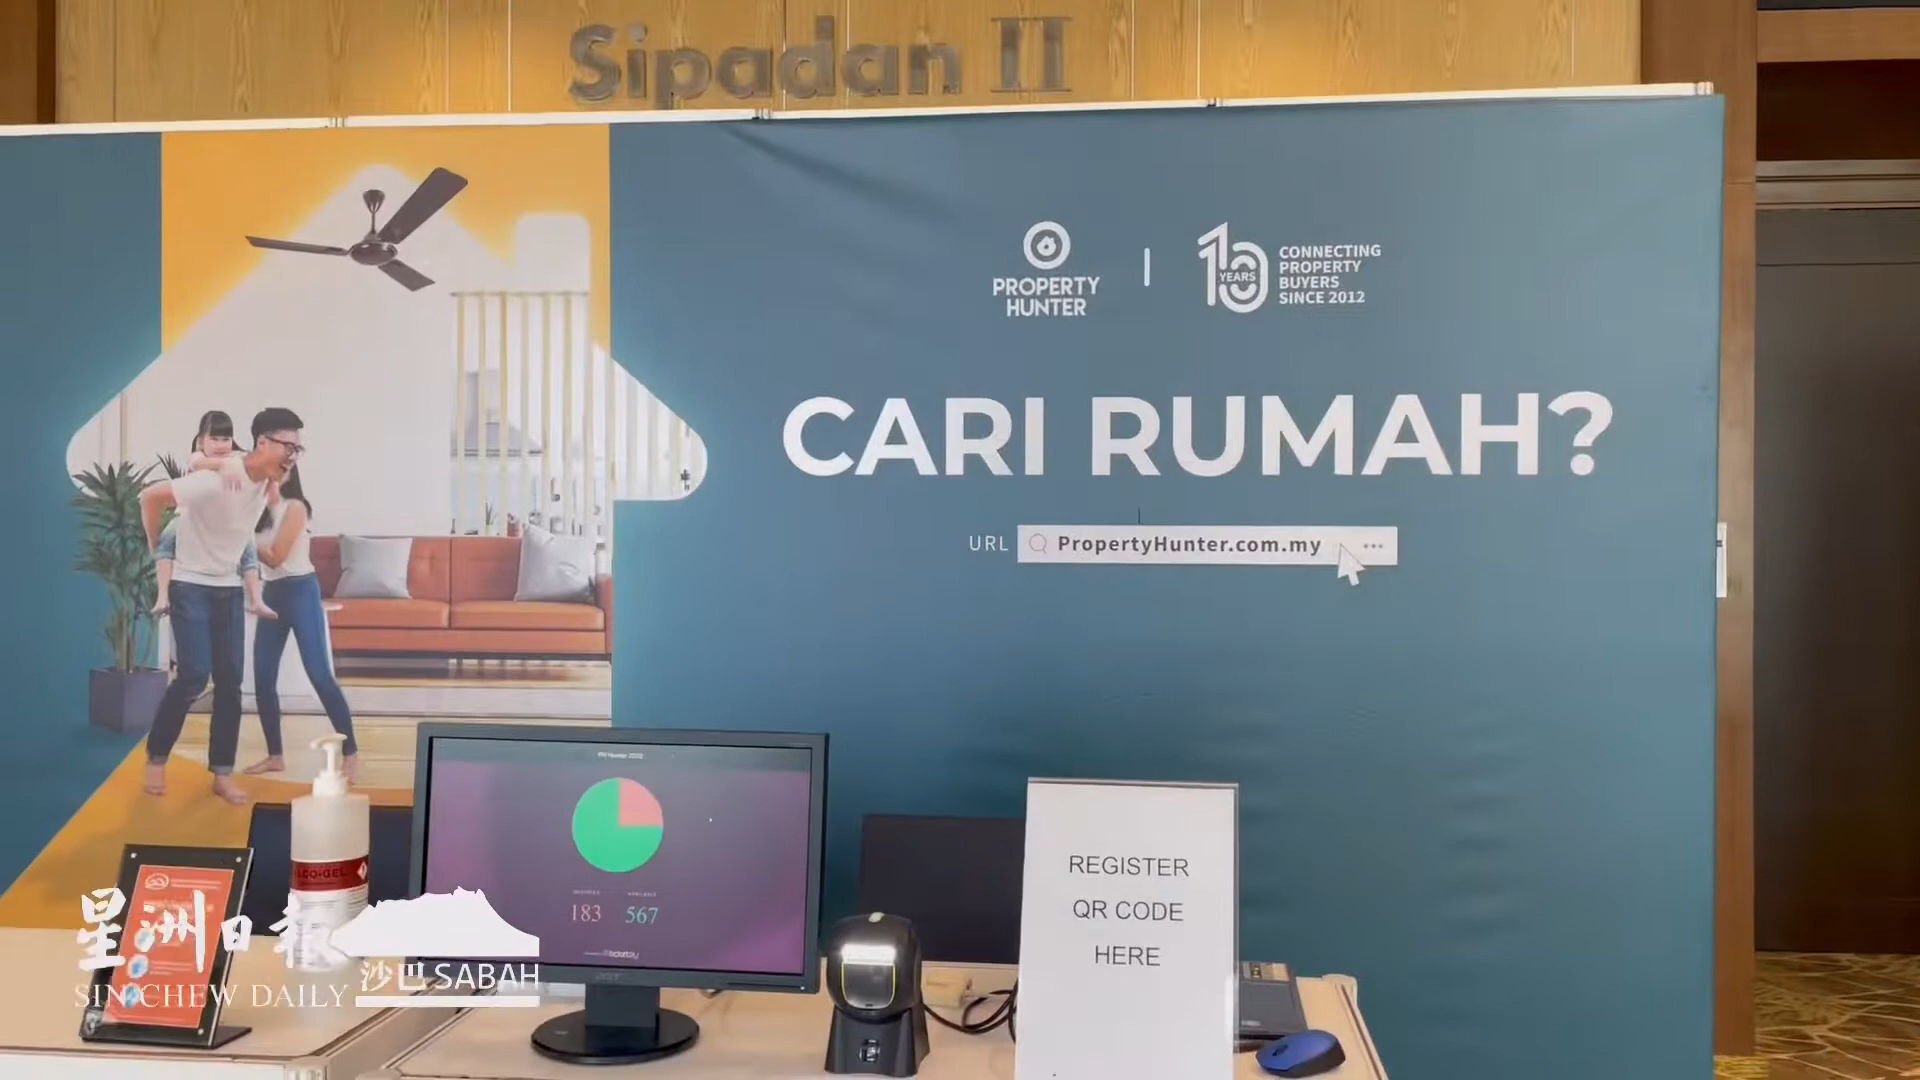 Sipadan II
PROPERTY
HUNTER
10
YEARS
CONNECTING
PROPERTY
BUYERS
SINCE 2012
CARI RUMAH?
URL
PropertyHunter.com.my
183
567
REGISTER
QR CODE
HERE
星洲日報
SIN CHEW DAILY
沙巴 SABAH